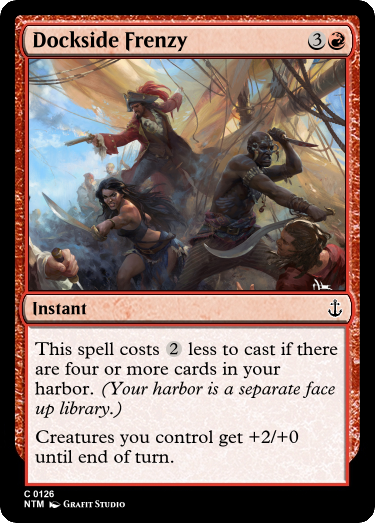 Dockside Frenzy 3
Instant
This spell costs 2 less to cast if there
are four or more cards in your
harbor. (Your harbor is a separate face
up library.)
Creatures you control get +2/+0
until end of turn.
C 0126
NTM Grafit Studio